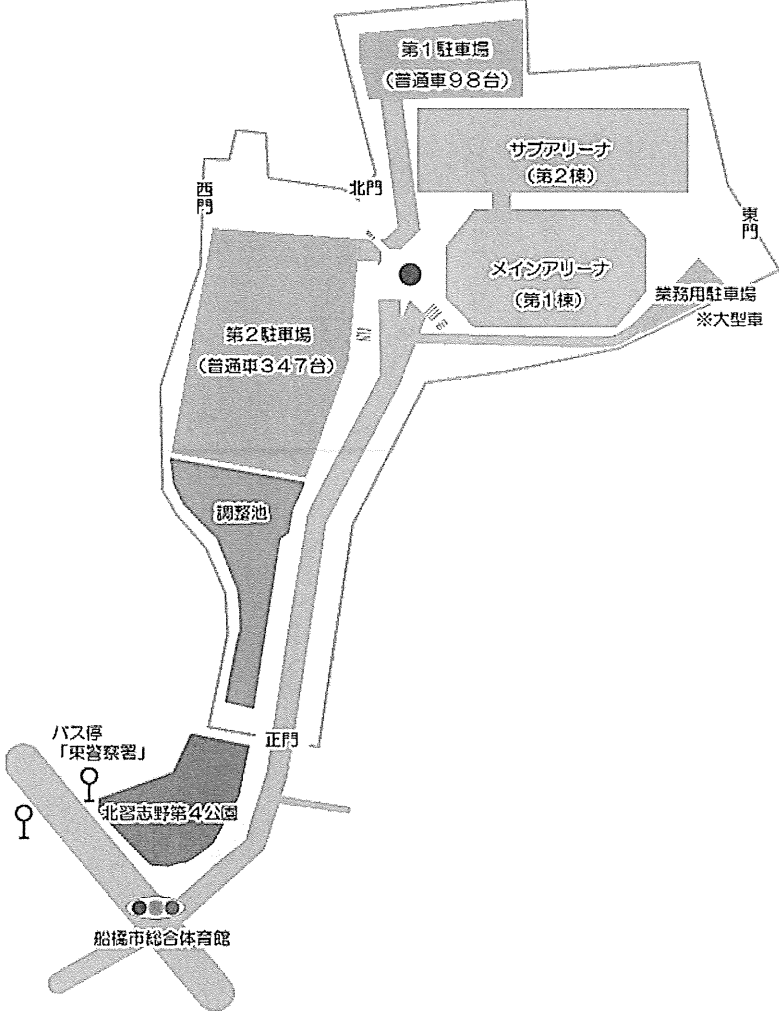 第1駐車場
(普通車98台)
サブアリーナ
(第2棟)
北門
西門
東門
メインアリーナ
(第1棟)
業務用駐車場
※大型車
第2駐車場
(普通車347台)
調整池
バス停
「東警察署」
正門
北習志野第4公園
船橋市総合体育館